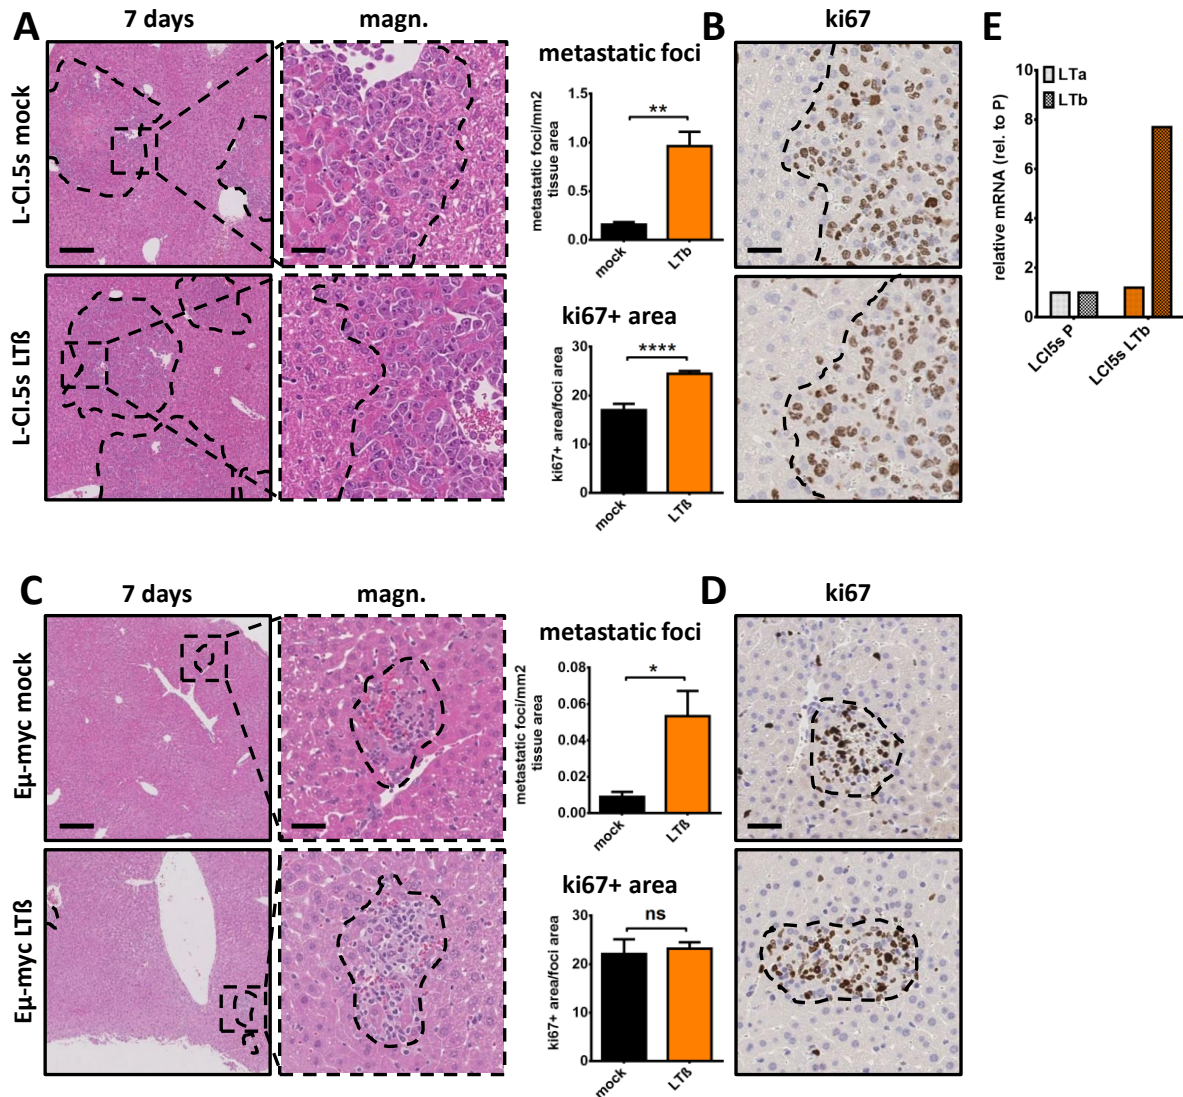 A
7 days
magn.
L-Cl.5s mock
L-Cl.5s LTß
metastatic foci
metastatic foci/mm2
tissue area
1.5
1.0
0.5
0.0
**
mock
LTb
ki67+ area
ki67+ area/foci area
30
20
10
0
****
mock
LTß
B
ki67
E
relative mRNA (rel. to P)
10
8
6
4
2
0
LTa
LTb
LCl5s P
LCl5s LTb
C
7 days
magn.
Eµ-myc mock
Eµ-myc LTß
metastatic foci
metastatic foci/mm2
tissue area
0.08
0.06
0.04
0.02
0.00
*
mock
LTß
ki67+ area
ki67+ area/foci area
30
20
10
0
ns
mock
LTß
D
ki67